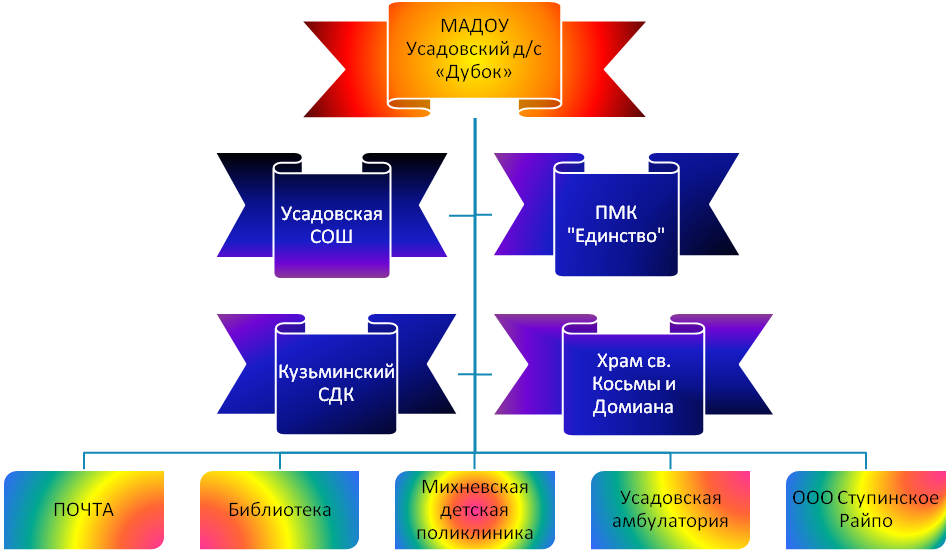 МАДОУ
Усадовский д/с
«Дубок»
Усадовская
СОШ
ПМК
"Единство"
Кузьминский
СДК
Храм св.
Косьмы и
Домиана
ПОЧТА
Библиотека
Михневская
детская
поликлиника
Усадовская
амбулатория
ООО Ступинское
Райпо